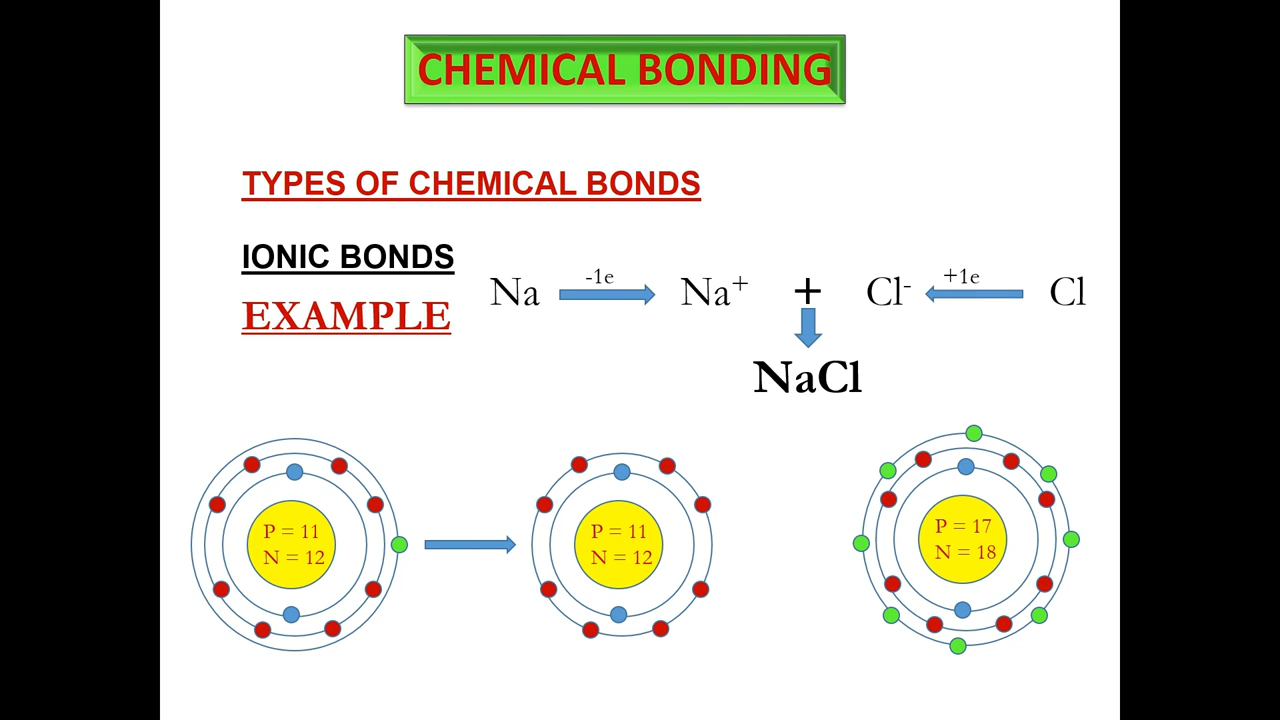 CHEMICAL BONDING
TYPES OF CHEMICAL BONDS
IONIC BONDS
EXAMPLE
Na -1e Na⁺ + Cl⁻ +1e Cl
NaCl
P = 11
N = 12
P = 11
N = 12
P = 17
N = 18